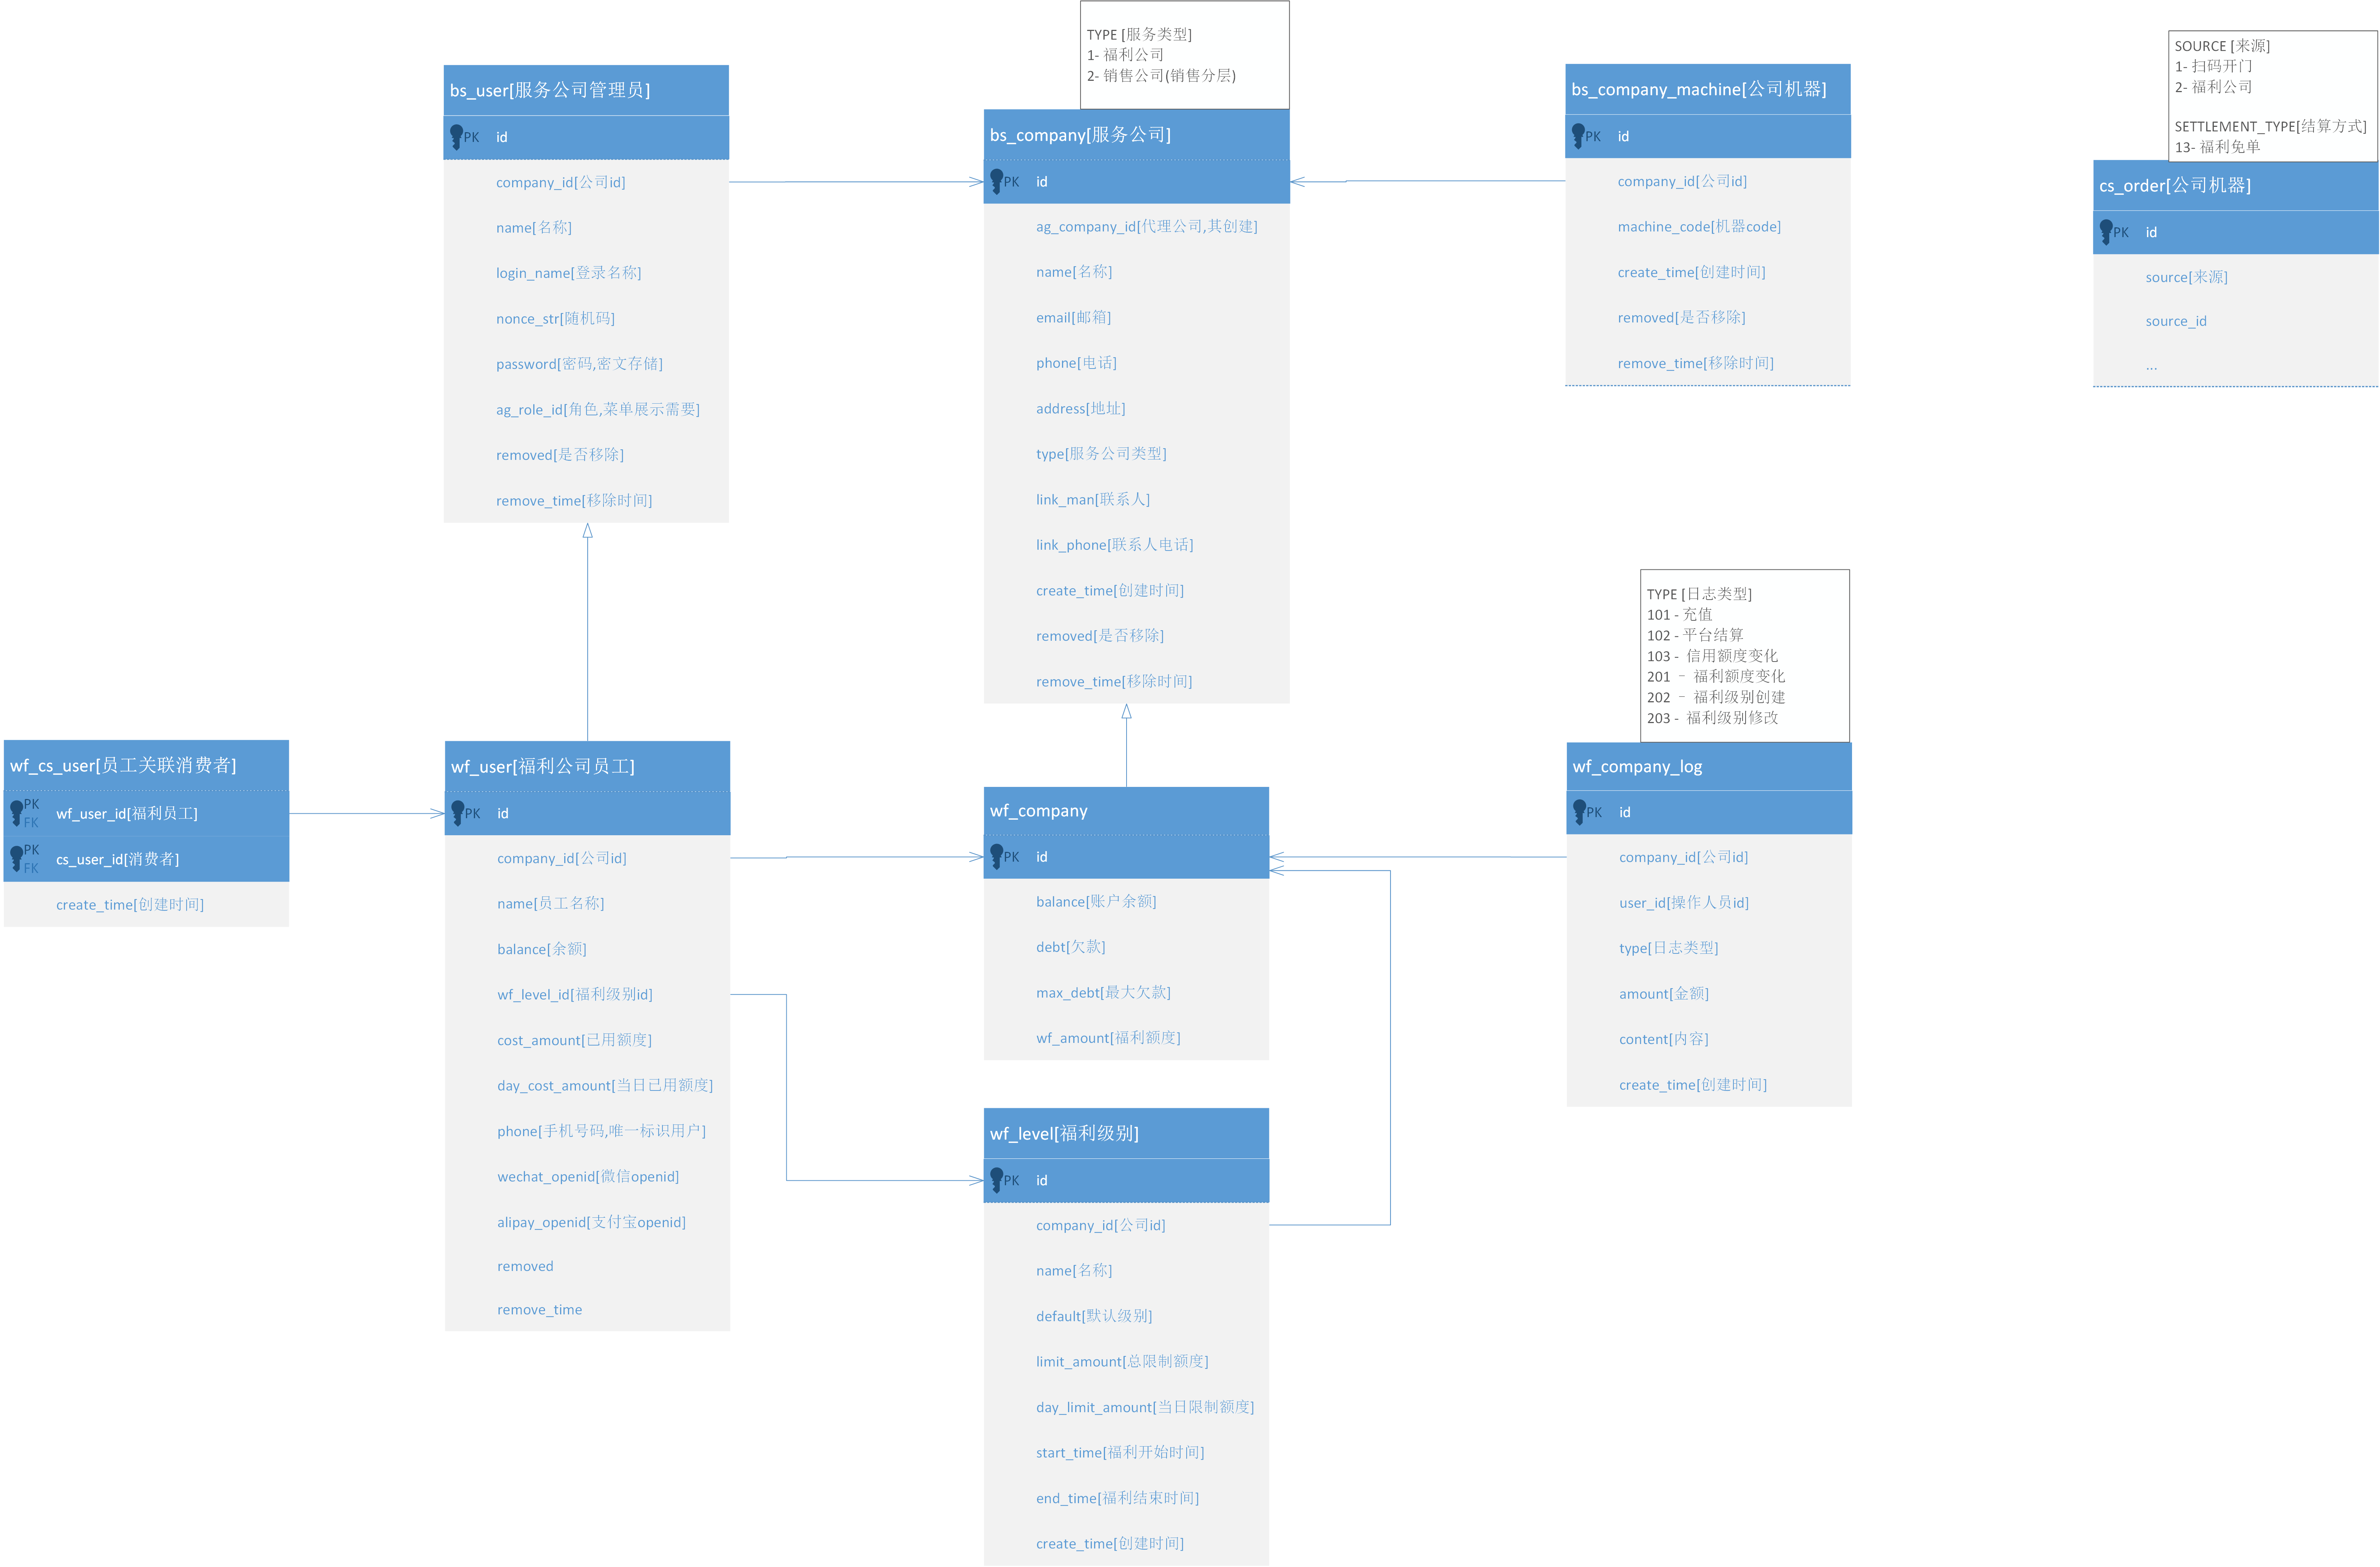 TYPE [服务类型]
1- 福利公司
2- 销售公司(销售分层)
SOURCE [来源]
1- 扫码开门
2- 福利公司
SETTLEMENT_TYPE[结算方式]
13- 福利免单
bs_user[服务公司管理员]
PK id
company_id[公司id]
name[名称]
login_name[登录名称]
nonce_str[随机码]
password[密码,密文存储]
ag_role_id[角色,菜单展示需要]
removed[是否移除]
remove_time[移除时间]
bs_company[服务公司]
PK id
ag_company_id[代理公司,其创建]
name[名称]
email[邮箱]
phone[电话]
address[地址]
type[服务公司类型]
link_man[联系人]
link_phone[联系人电话]
create_time[创建时间]
removed[是否移除]
remove_time[移除时间]
bs_company_machine[公司机器]
PK id
company_id[公司id]
machine_code[机器code]
create_time[创建时间]
removed[是否移除]
remove_time[移除时间]
cs_order[公司机器]
PK id
source[来源]
source_id
...
TYPE [日志类型]
101 - 充值
102 - 平台结算
103 - 信用额度变化
201 – 福利额度变化
202 – 福利级别创建
203 - 福利级别修改
wf_cs_user[员工关联消费者]
PK
FK wf_user_id[福利员工]
PK
FK cs_user_id[消费者]
create_time[创建时间]
wf_user[福利公司员工]
PK id
company_id[公司id]
name[员工名称]
balance[余额]
wf_level_id[福利级别id]
cost_amount[已用额度]
day_cost_amount[当日已用额度]
phone[手机号码,唯一标识用户]
wechat_openid[微信openid]
alipay_openid[支付宝openid]
removed
remove_time
wf_company
PK id
balance[账户余额]
debt[欠款]
max_debt[最大欠款]
wf_amount[福利额度]
wf_company_log
PK id
company_id[公司id]
user_id[操作人员id]
type[日志类型]
amount[金额]
content[内容]
create_time[创建时间]
wf_level[福利级别]
PK id
company_id[公司id]
name[名称]
default[默认级别]
limit_amount[总限制额度]
day_limit_amount[当日限制额度]
start_time[福利开始时间]
end_time[福利结束时间]
create_time[创建时间]